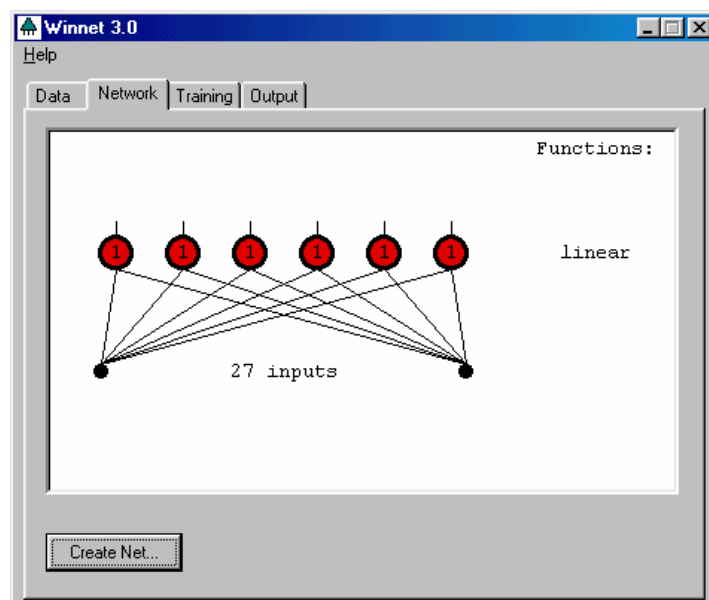 Winnet 3.0
Help
Data Network Training Output
Functions:
1 1 1 1 1 1 linear
27 inputs
Create Net...